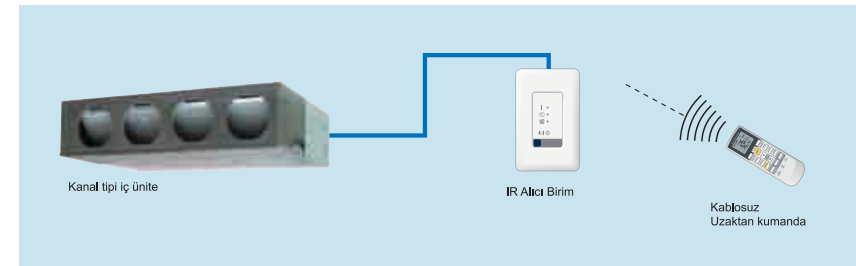 Kanal tipi iç ünite
IR Alıcı Birim
Kablosuz
Uzaktan kumanda